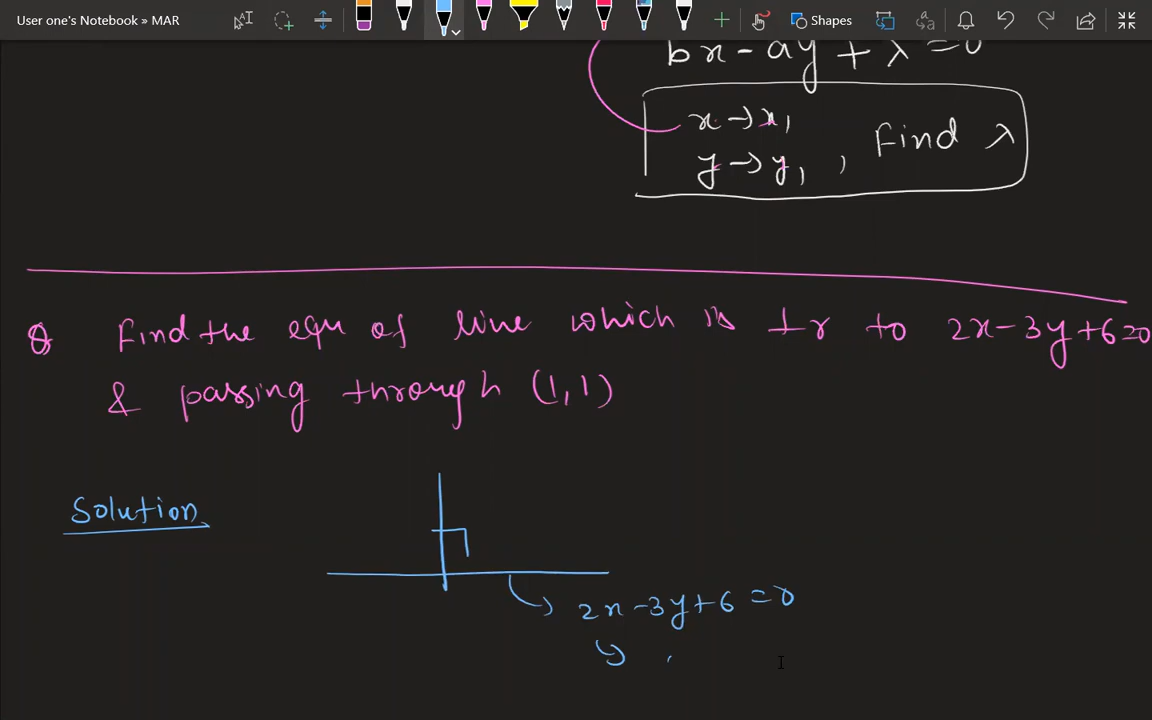 User one's Notebook » MAR
Shapes
bx - ay + λ = 0
x → x₁
y → y₁ , Find λ
Q Find the equ of line which is ⊥r to 2x - 3y + 6 = 0
& passing through (1,1)
Solution
2x - 3y + 6 = 0